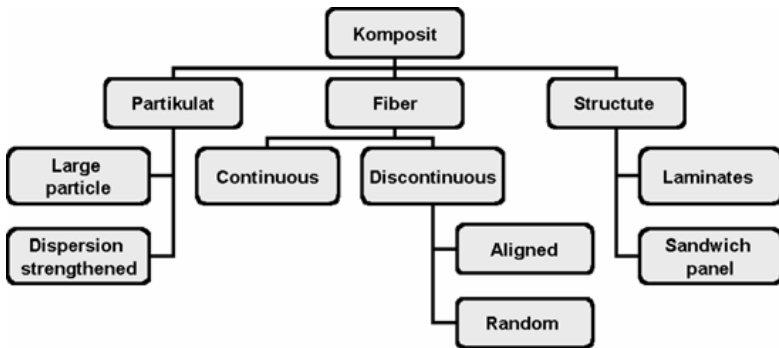 Komposit
Partikulat
Fiber
Structute
Large
particle
Continuous
Discontinuous
Laminates
Dispersion
strengthened
Aligned
Sandwich
panel
Random